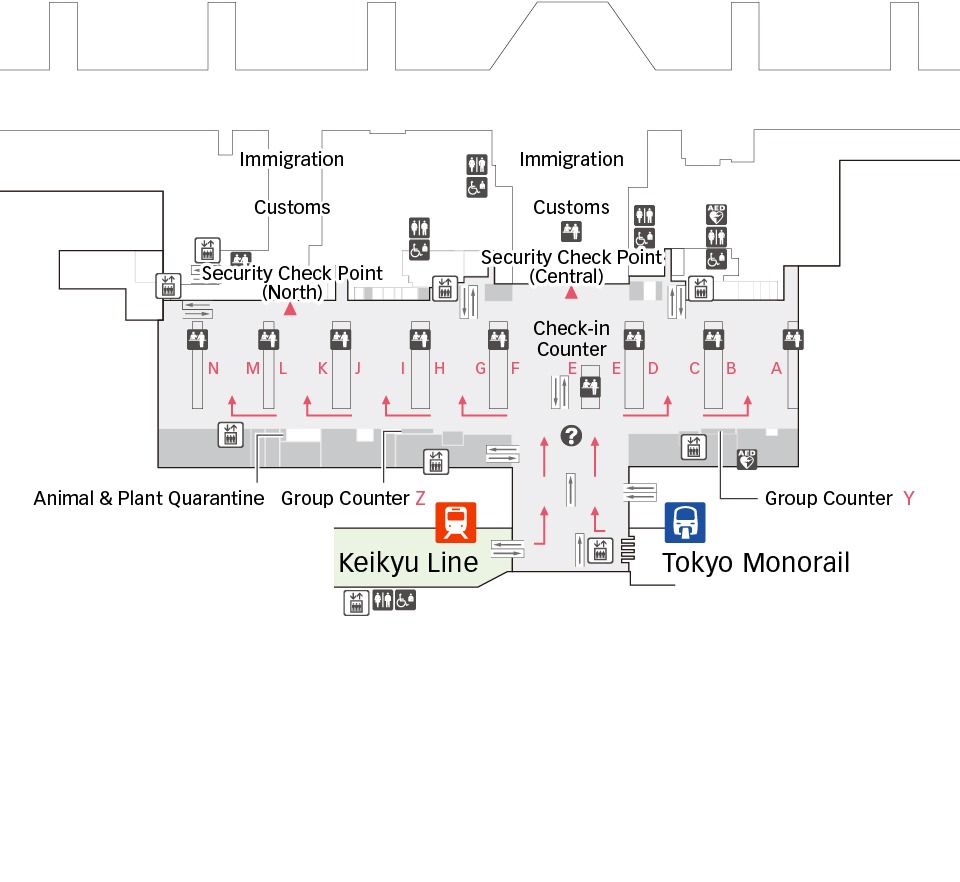 Immigration
Immigration
Customs
Customs
AED
Security Check Point
(North)
Security Check Point
(Central)
Check-in
Counter
N M L K J I H G F E E D C B A
?
AED
Animal & Plant Quarantine
Group Counter Z
Group Counter Y
Keikyu Line
Tokyo Monorail